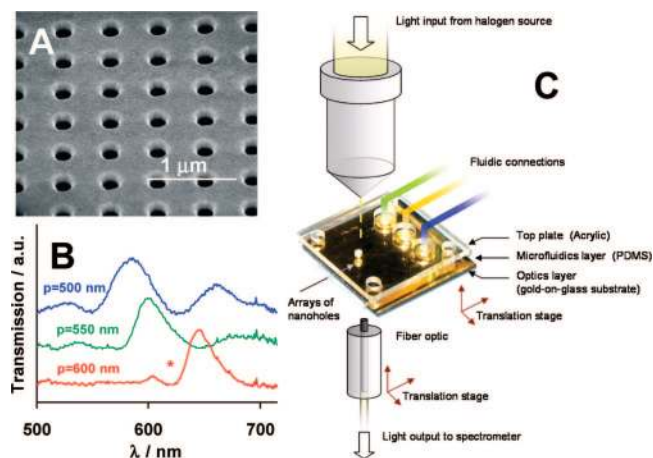 A
1 μm
B
Transmission / a.u.
p=500 nm
p=550 nm
p=600 nm
*
500
600
700
λ / nm
Light input from halogen source
C
Fluidic connections
Top plate (Acrylic)
Microfluidics layer (PDMS)
Optics layer
(gold-on-glass substrate)
Arrays of
nanoholes
Translation stage
Fiber optic
Translation stage
Light output to spectrometer